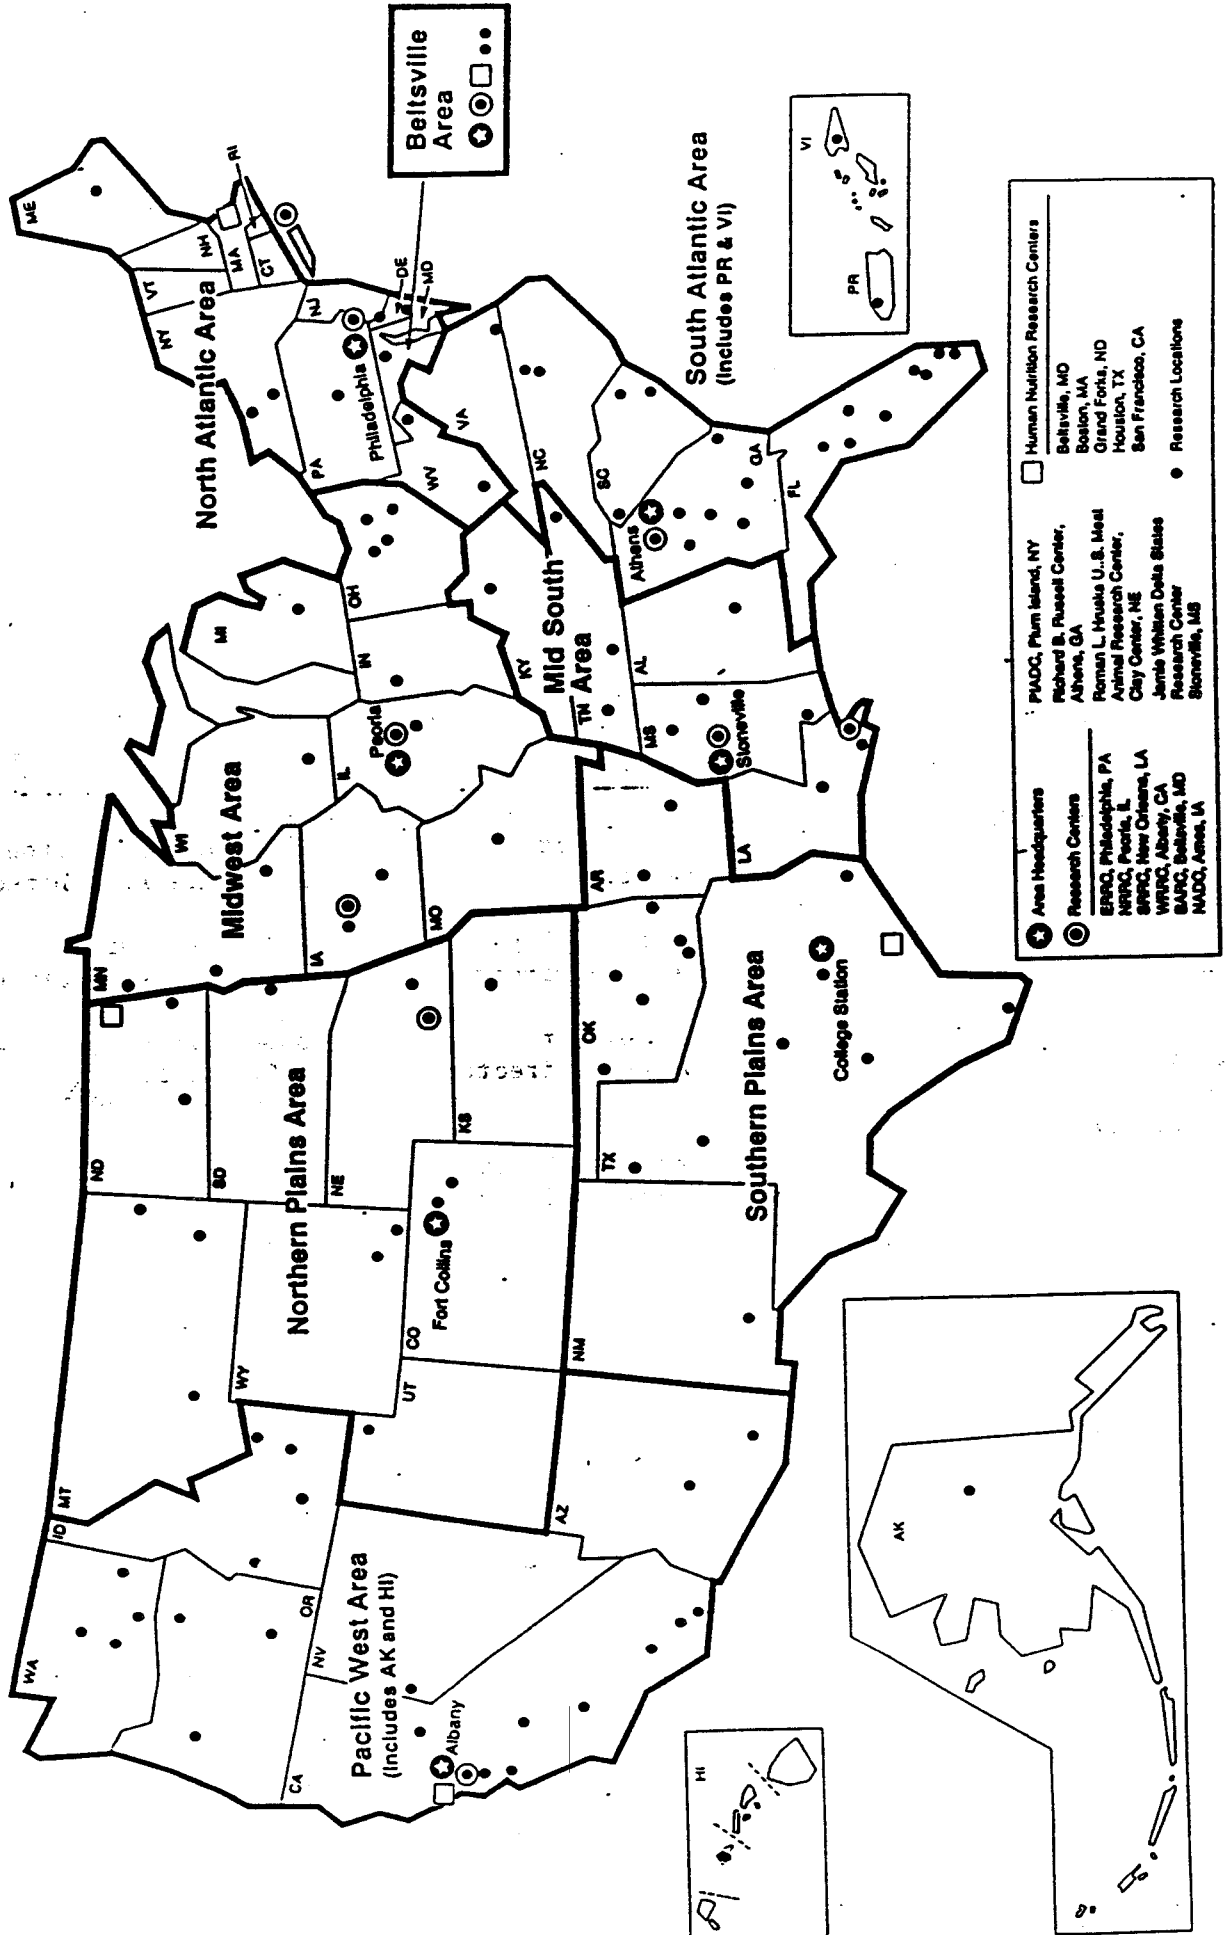 WA
MT
ND
MN
ID
OR
WY
SD
WI
MI
ME
VT
NH
NY
MA
RI
CT
NJ
PA
DE
MD
CA
NV
UT
CO
NE
IA
IL
IN
OH
WV
VA
KS
MO
KY
NC
AZ
NM
TX
OK
AR
TN
SC
MS
AL
GA
LA
FL
Pacific West Area
(Includes AK and HI)
Albany
Northern Plains Area
Fort Collins
Midwest Area
Peoria
North Atlantic Area
Philadelphia
Beltsville
Area
Mid South
Area
Stoneville
South Atlantic Area
(Includes PR & VI)
Athens
Southern Plains Area
College Station
HI
AK
PR
VI
Area Headquarters
Research Centers
ERRC, Philadelphia, PA
NRRC, Peoria, IL
SRRC, New Orleans, LA
WRRC, Albany, CA
BARC, Beltsville, MD
NADC, Ames, IA
PIADC, Plum Island, NY
Richard B. Russell Center,
Athens, GA
Roman L. Hruska U.S. Meat
Animal Research Center,
Clay Center, NE
Jamie Whitten Delta States
Research Center
Stoneville, MS
Human Nutrition Research Centers
Beltsville, MD
Boston, MA
Grand Forks, ND
Houston, TX
San Francisco, CA
Research Locations